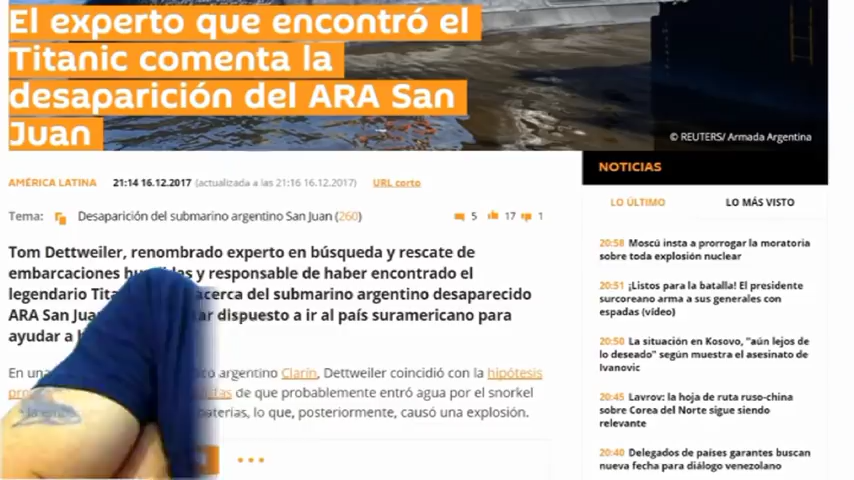 El experto que encontró el
Titanic comenta la
desaparición del ARA San
Juan
© REUTERS/ Armada Argentina
AMÉRICA LATINA 21:14 16.12.2017 (actualizada a las 21:16 16.12.2017) URL corto
Tema: Desaparición del submarino argentino San Juan (260) 5 17 1
Tom Dettweiler, renombrado experto en búsqueda y rescate de
embarcaciones y responsable de haber encontrado el
legendario acerca del submarino argentino desaparecido
ARA San dispuesto a ir al país suramericano para
ayudar a
En argentino Clarín, Dettweiler coincidió con la hipótesis
de que probablemente entró agua por el snorkel
lo que, posteriormente, causó una explosión.
NOTICIAS
LO ÚLTIMO LO MÁS VISTO
20:58 Moscú insta a prorrogar la moratoria
sobre toda explosión nuclear
20:51 ¡Listos para la batalla! El presidente
surcoreano arma a sus generales con
espadas (vídeo)
20:50 La situación en Kosovo, "aún lejos de
lo deseado" según muestra el asesinato de
Ivanovic
20:45 Lavrov: la hoja de ruta ruso-china
sobre Corea del Norte sigue siendo
relevante
20:40 Delegados de países garantes buscan
nueva fecha para diálogo venezolano